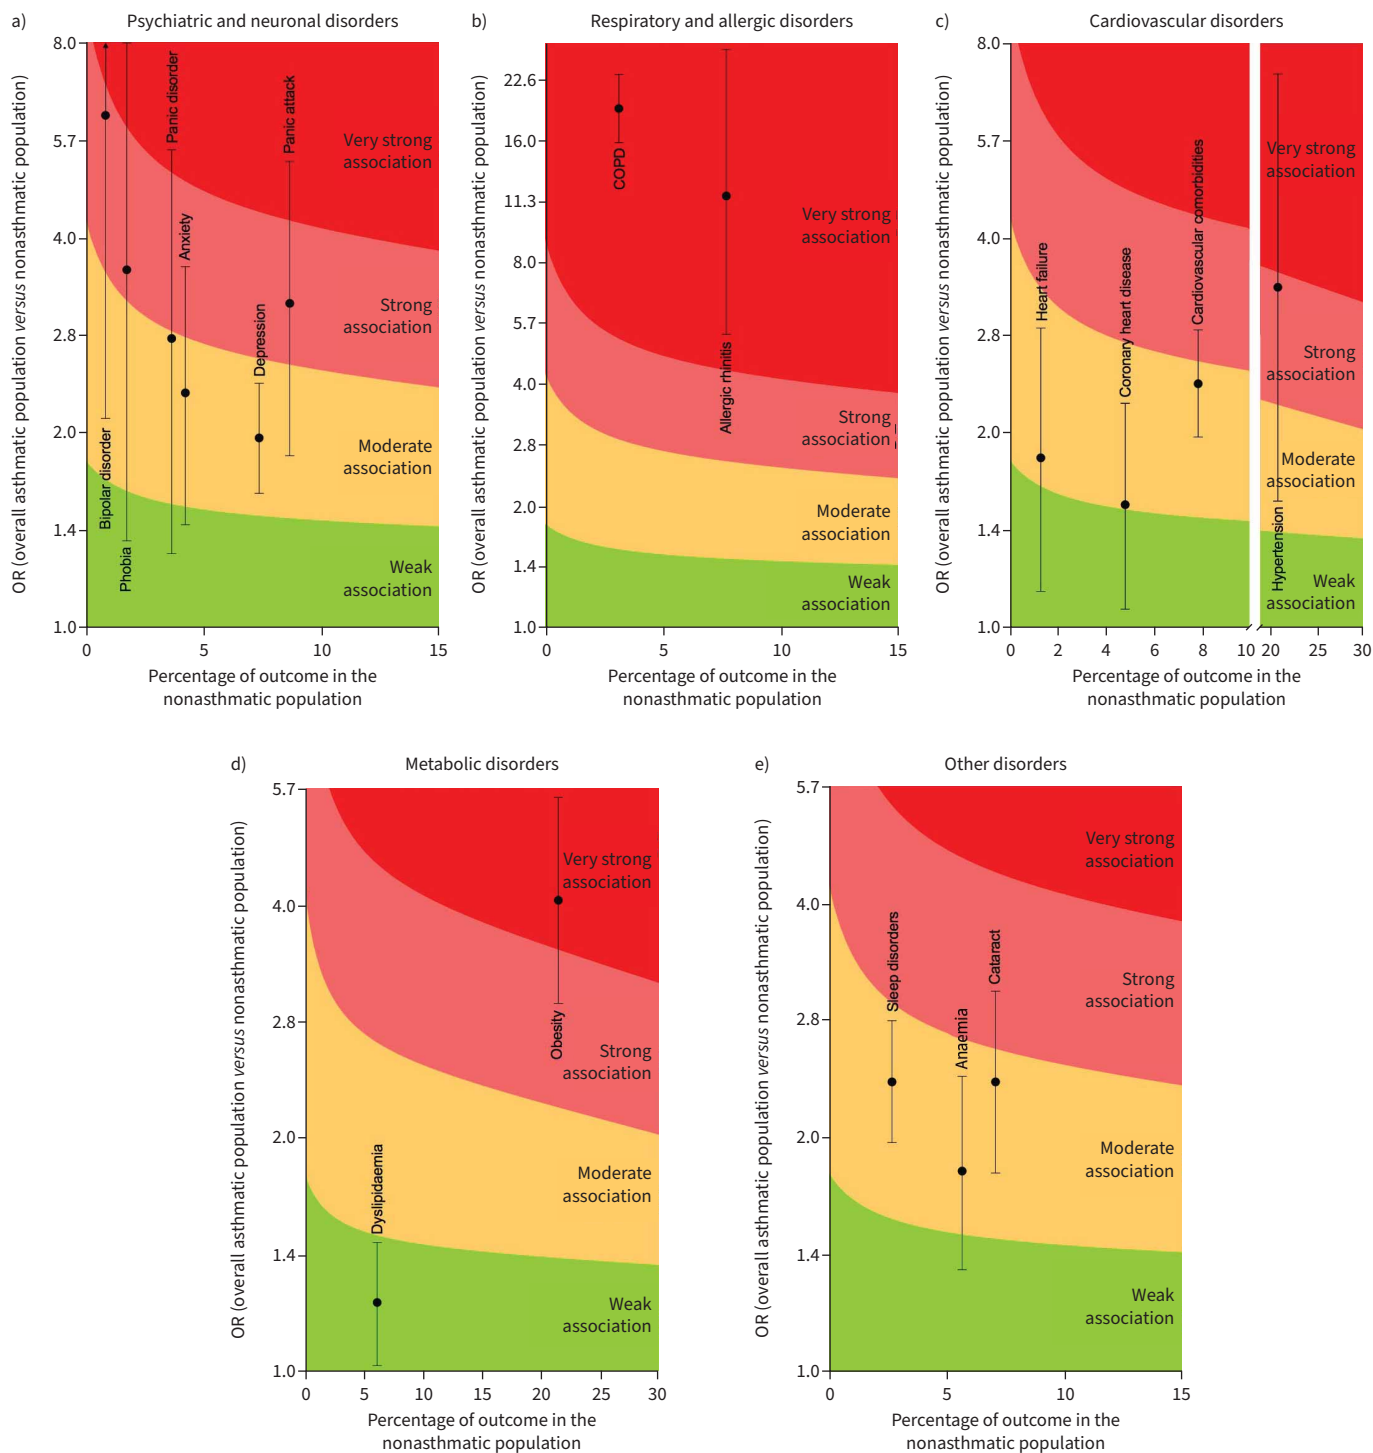 a)
Psychiatric and neuronal disorders
OR (overall asthmatic population versus nonasthmatic population)
8.0
5.7
4.0
2.8
2.0
1.4
1.0
Bipolar disorder
Phobia
Panic disorder
Anxiety
Depression
Panic attack
Very strong
association
Strong
association
Moderate
association
Weak
association
0
5
10
15
Percentage of outcome in the
nonasthmatic population
b)
Respiratory and allergic disorders
OR (overall asthmatic population versus nonasthmatic population)
22.6
16.0
11.3
8.0
5.7
4.0
2.8
2.0
1.4
1.0
COPD
Allergic rhinitis
Very strong
association
Strong
association
Moderate
association
Weak
association
0
5
10
15
Percentage of outcome in the
nonasthmatic population
c)
Cardiovascular disorders
OR (overall asthmatic population versus nonasthmatic population)
8.0
5.7
4.0
2.8
2.0
1.4
1.0
Heart failure
Coronary heart disease
Cardiovascular comorbidities
Hypertension
Very strong
association
Strong
association
Moderate
association
Weak
association
0
2
4
6
8
10
20
25
30
Percentage of outcome in the
nonasthmatic population
d)
Metabolic disorders
OR (overall asthmatic population versus nonasthmatic population)
5.7
4.0
2.8
2.0
1.4
1.0
Dyslipidaemia
Obesity
Very strong
association
Strong
association
Moderate
association
Weak
association
0
5
10
15
20
25
30
Percentage of outcome in the
nonasthmatic population
e)
Other disorders
OR (overall asthmatic population versus nonasthmatic population)
5.7
4.0
2.8
2.0
1.4
1.0
Sleep disorders
Anaemia
Cataract
Very strong
association
Strong
association
Moderate
association
Weak
association
0
5
10
15
Percentage of outcome in the
nonasthmatic population